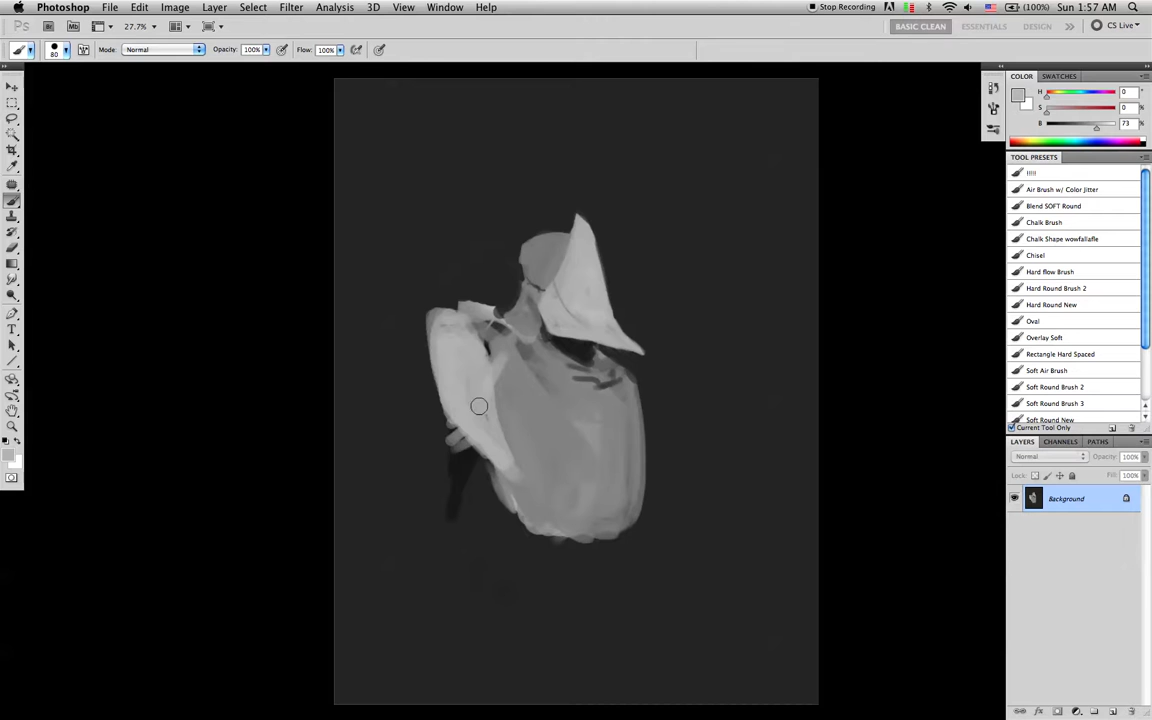 Photoshop File Edit Image Layer Select Filter Analysis 3D View Window Help Stop Recording (100%) Sun 1:57 AM
Ps Br Mb 27.7% BASIC CLEAN ESSENTIALS DESIGN CS Live
80 Mode: Normal Opacity: 100% Flow: 100%
COLOR SWATCHES
H 0 °
S 0 %
B 73 %
TOOL PRESETS
!!!!!
Air Brush w/ Color Jitter
Blend SOFT Round
Chalk Brush
Chalk Shape wowfallafle
Chisel
Hard flow Brush
Hard Round Brush 2
Hard Round New
Oval
Overlay Soft
Rectangle Hard Spaced
Soft Air Brush
Soft Round Brush 2
Soft Round Brush 3
Soft Round New
Current Tool Only
LAYERS CHANNELS PATHS
Normal Opacity: 100%
Lock: Fill: 100%
Background